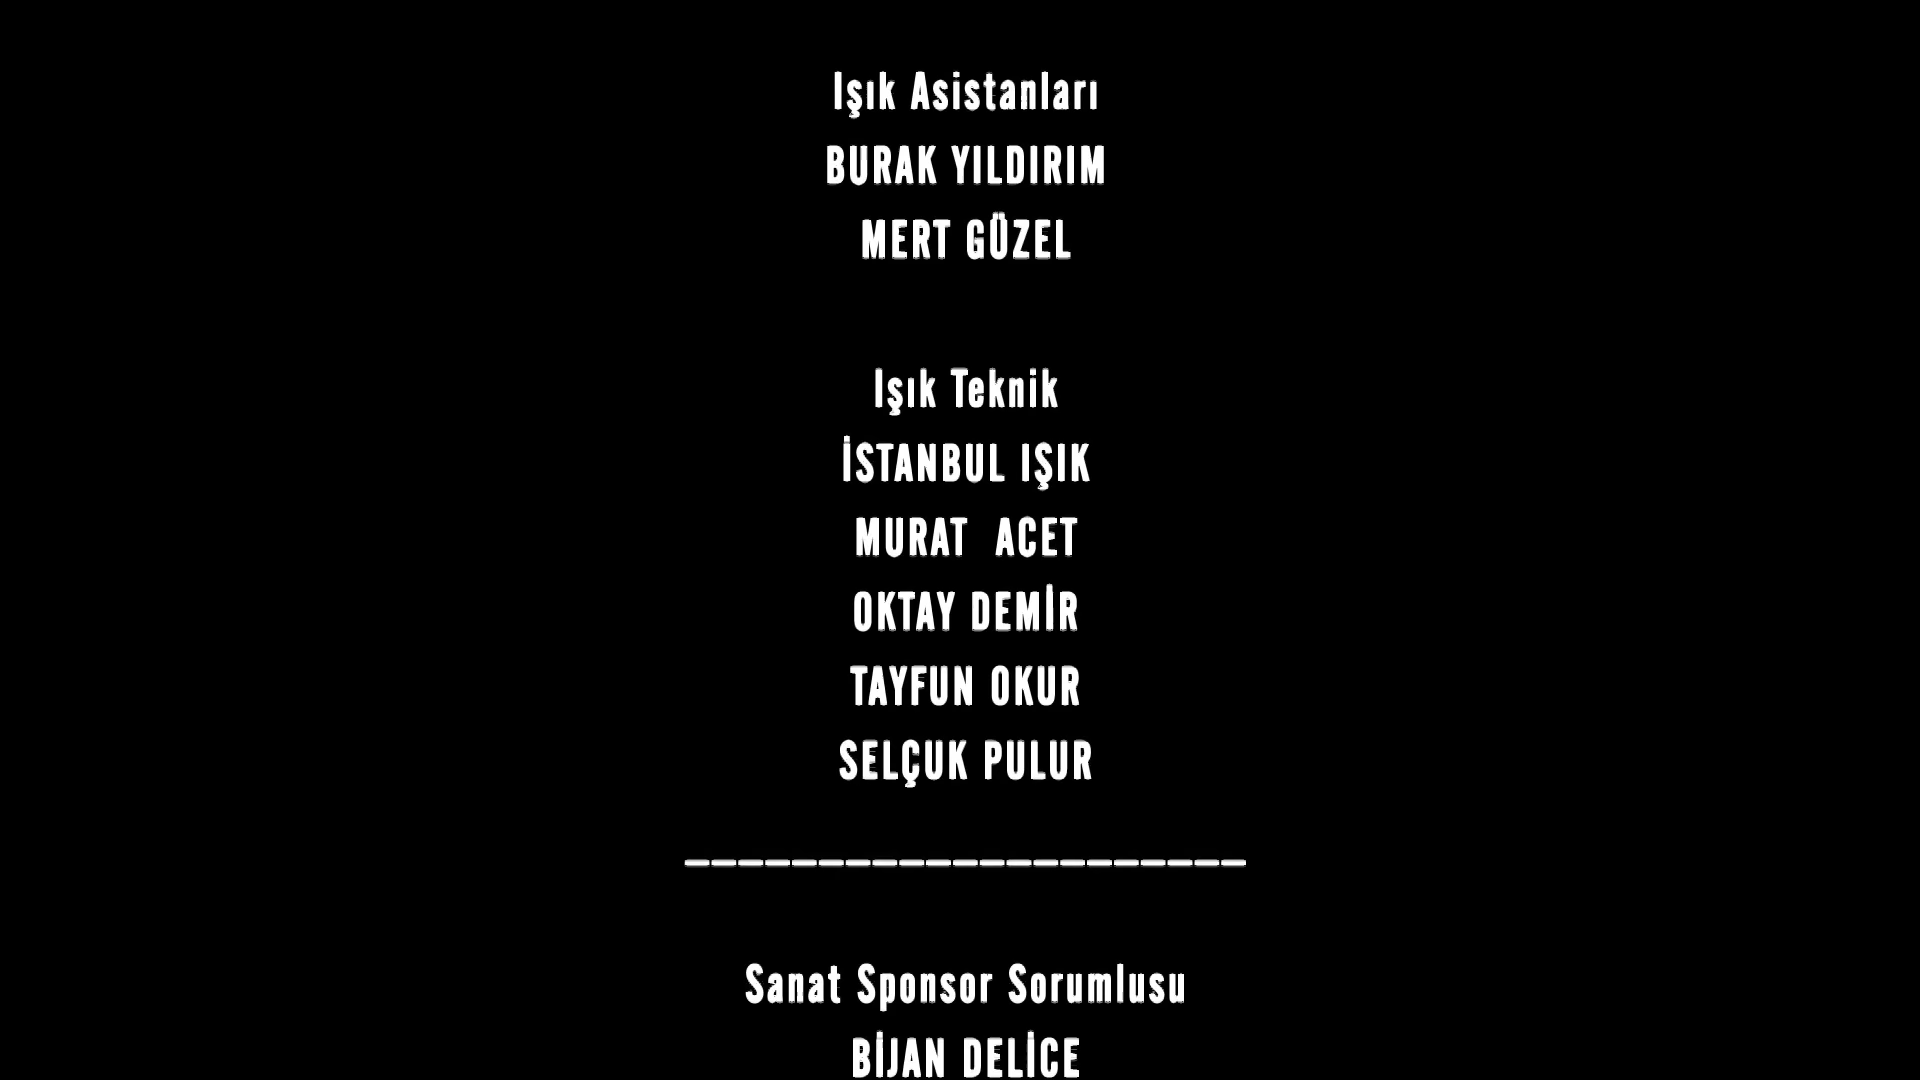 Işık Asistanları
BURAK YILDIRIM
MERT GÜZEL
Işık Teknik
İSTANBUL IŞIK
MURAT  ACET
OKTAY DEMİR
TAYFUN OKUR
SELÇUK PULUR
_____________________
Sanat Sponsor Sorumlusu
BİJAN DELİCE